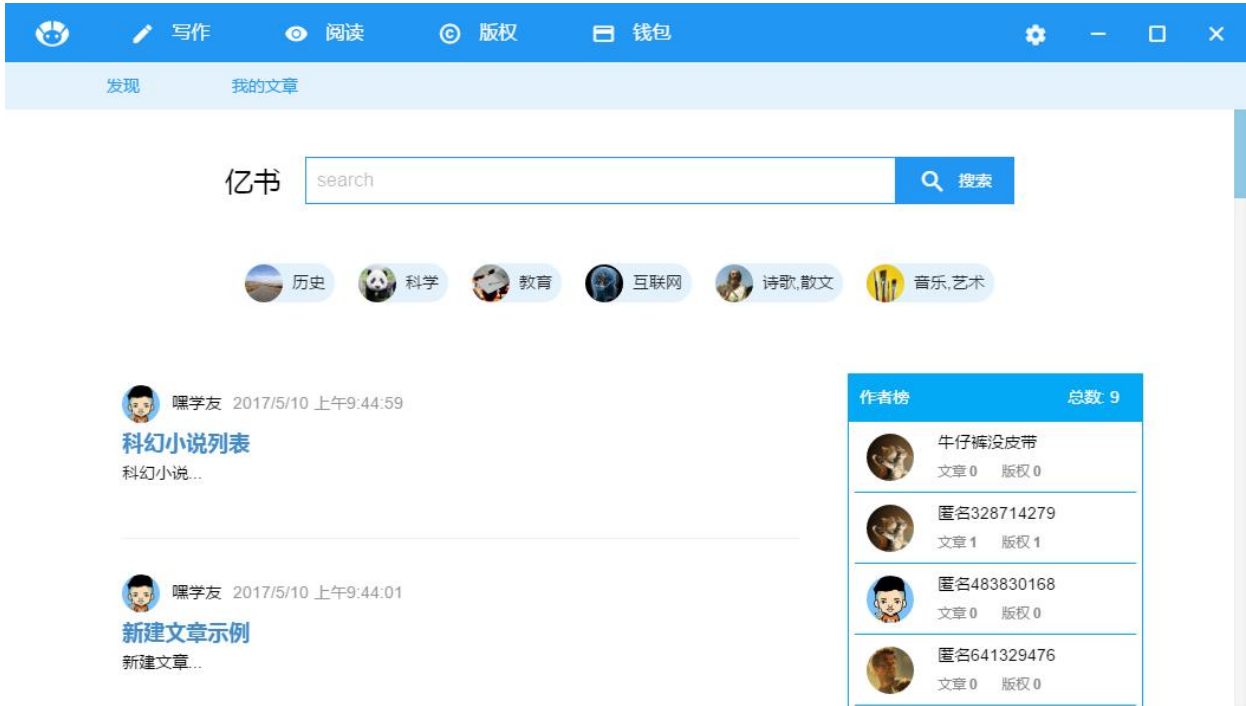 写作 阅读 版权 钱包
发现 我的文章
亿书 search 搜索
历史 科学 教育 互联网 诗歌,散文 音乐,艺术
嘿学友 2017/5/10 上午9:44:59
科幻小说列表
科幻小说...
嘿学友 2017/5/10 上午9:44:01
新建文章示例
新建文章...
作者榜 总数: 9
牛仔裤没皮带
文章 0 版权 0
匿名328714279
文章 1 版权 1
匿名483830168
文章 0 版权 0
匿名641329476
文章 0 版权 0